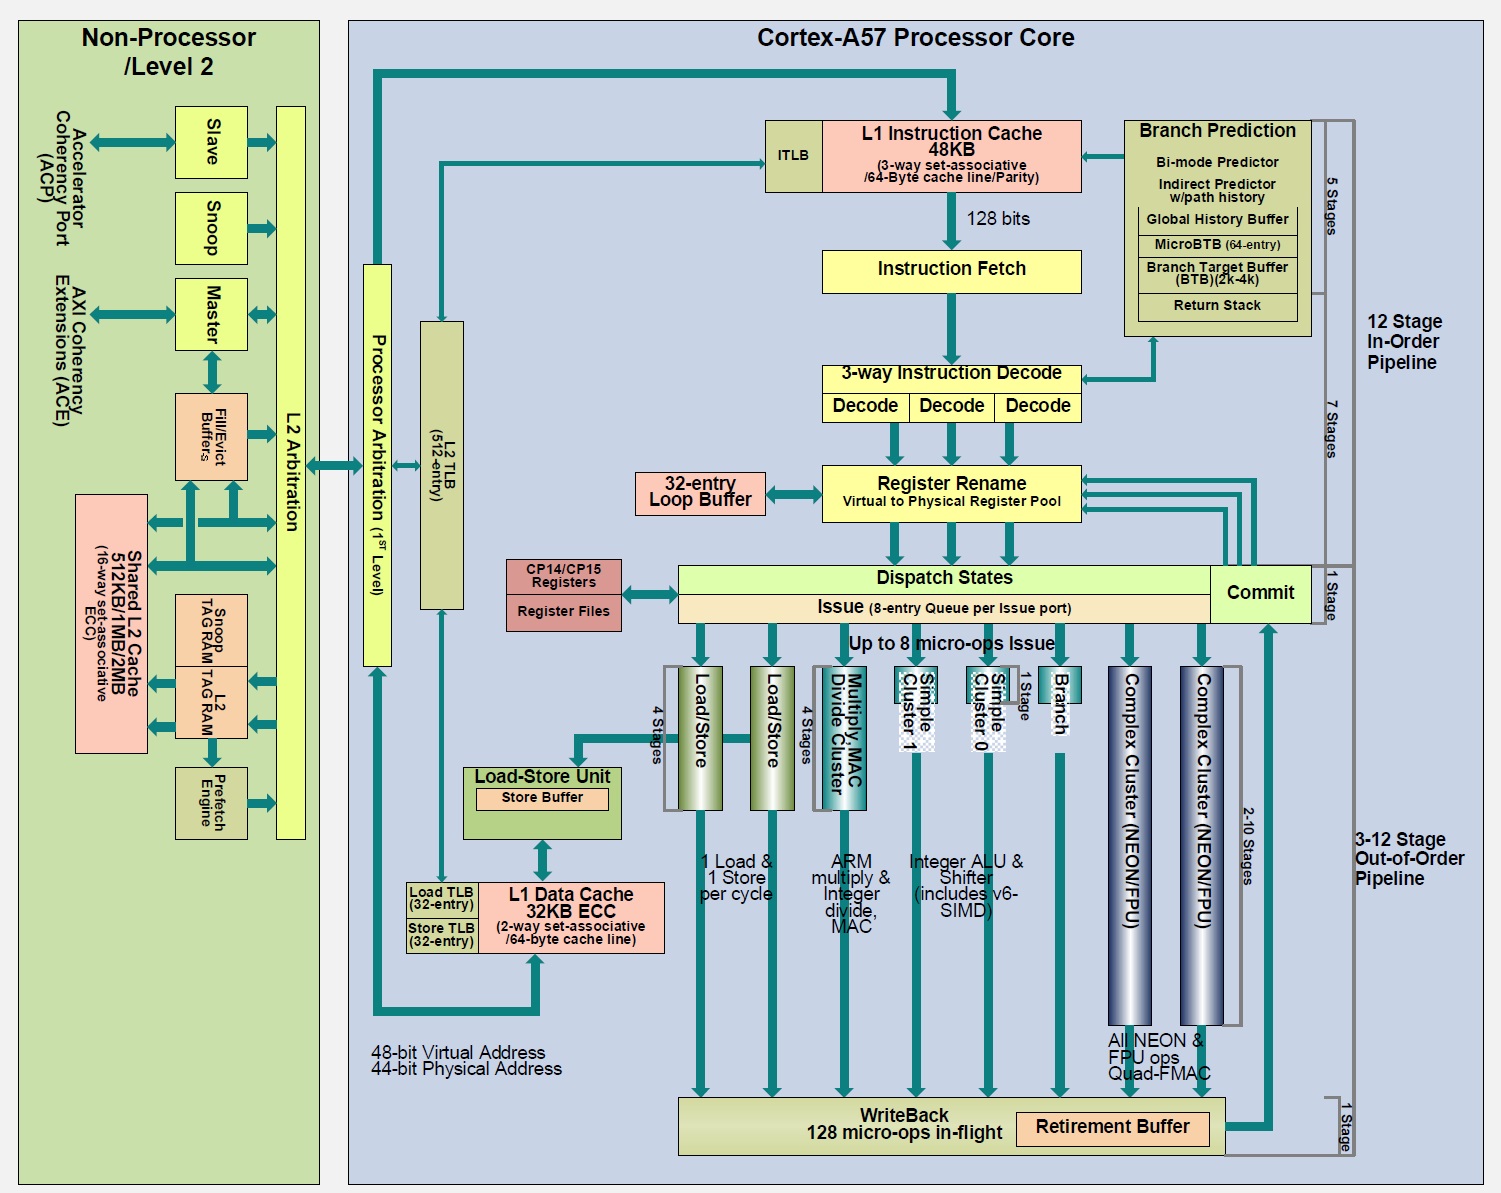 Non-Processor
/Level 2
Accelerator
Coherency Port
(ACP)
Slave
Snoop
AXI Coherency
Extensions (ACE)
Master
Fill/Evict
Buffers
L2 Arbitration
Shared L2 Cache
512KB/1MB/2MB
(16-way set-associative
ECC)
Snoop
TAGRAM
L2
TAGRAM
Prefetch
Engine
Cortex-A57 Processor Core
Processor Arbitration (1ST Level)
L2 TLB
(512-entry)
ITLB
L1 Instruction Cache
48KB
(3-way set-associative
/64-Byte cache line/Parity)
128 bits
Instruction Fetch
Branch Prediction
Bi-mode Predictor
Indirect Predictor
w/path history
Global History Buffer
MicroBTB (64-entry)
Branch Target Buffer
(BTB)(2k-4k)
Return Stack
5 Stages
7 Stages
12 Stage
In-Order
Pipeline
3-way Instruction Decode
Decode
Decode
Decode
32-entry
Loop Buffer
Register Rename
Virtual to Physical Register Pool
CP14/CP15
Registers
Register Files
Dispatch States
Issue (8-entry Queue per Issue port)
Commit
1 Stage
Up to 8 micro-ops Issue
4 Stages
Load/Store
Load/Store
4 Stages
Multiply,MAC
Divide Cluster
Simple
Cluster 1
Simple
Cluster 0
1 Stage
Branch
Complex Cluster (NEON/FPU)
Complex Cluster (NEON/FPU)
2-10 Stages
3-12 Stage
Out-of-Order
Pipeline
Load-Store Unit
Store Buffer
1 Load &
1 Store
per cycle
ARM
multiply &
Integer
divide,
MAC
Integer ALU &
Shifter
(includes v6-
SIMD)
Load TLB
(32-entry)
Store TLB
(32-entry)
L1 Data Cache
32KB ECC
(2-way set-associative
/64-byte cache line)
48-bit Virtual Address
44-bit Physical Address
All NEON &
FPU ops
Quad-FMAC
WriteBack
128 micro-ops in-flight
Retirement Buffer
1 Stage